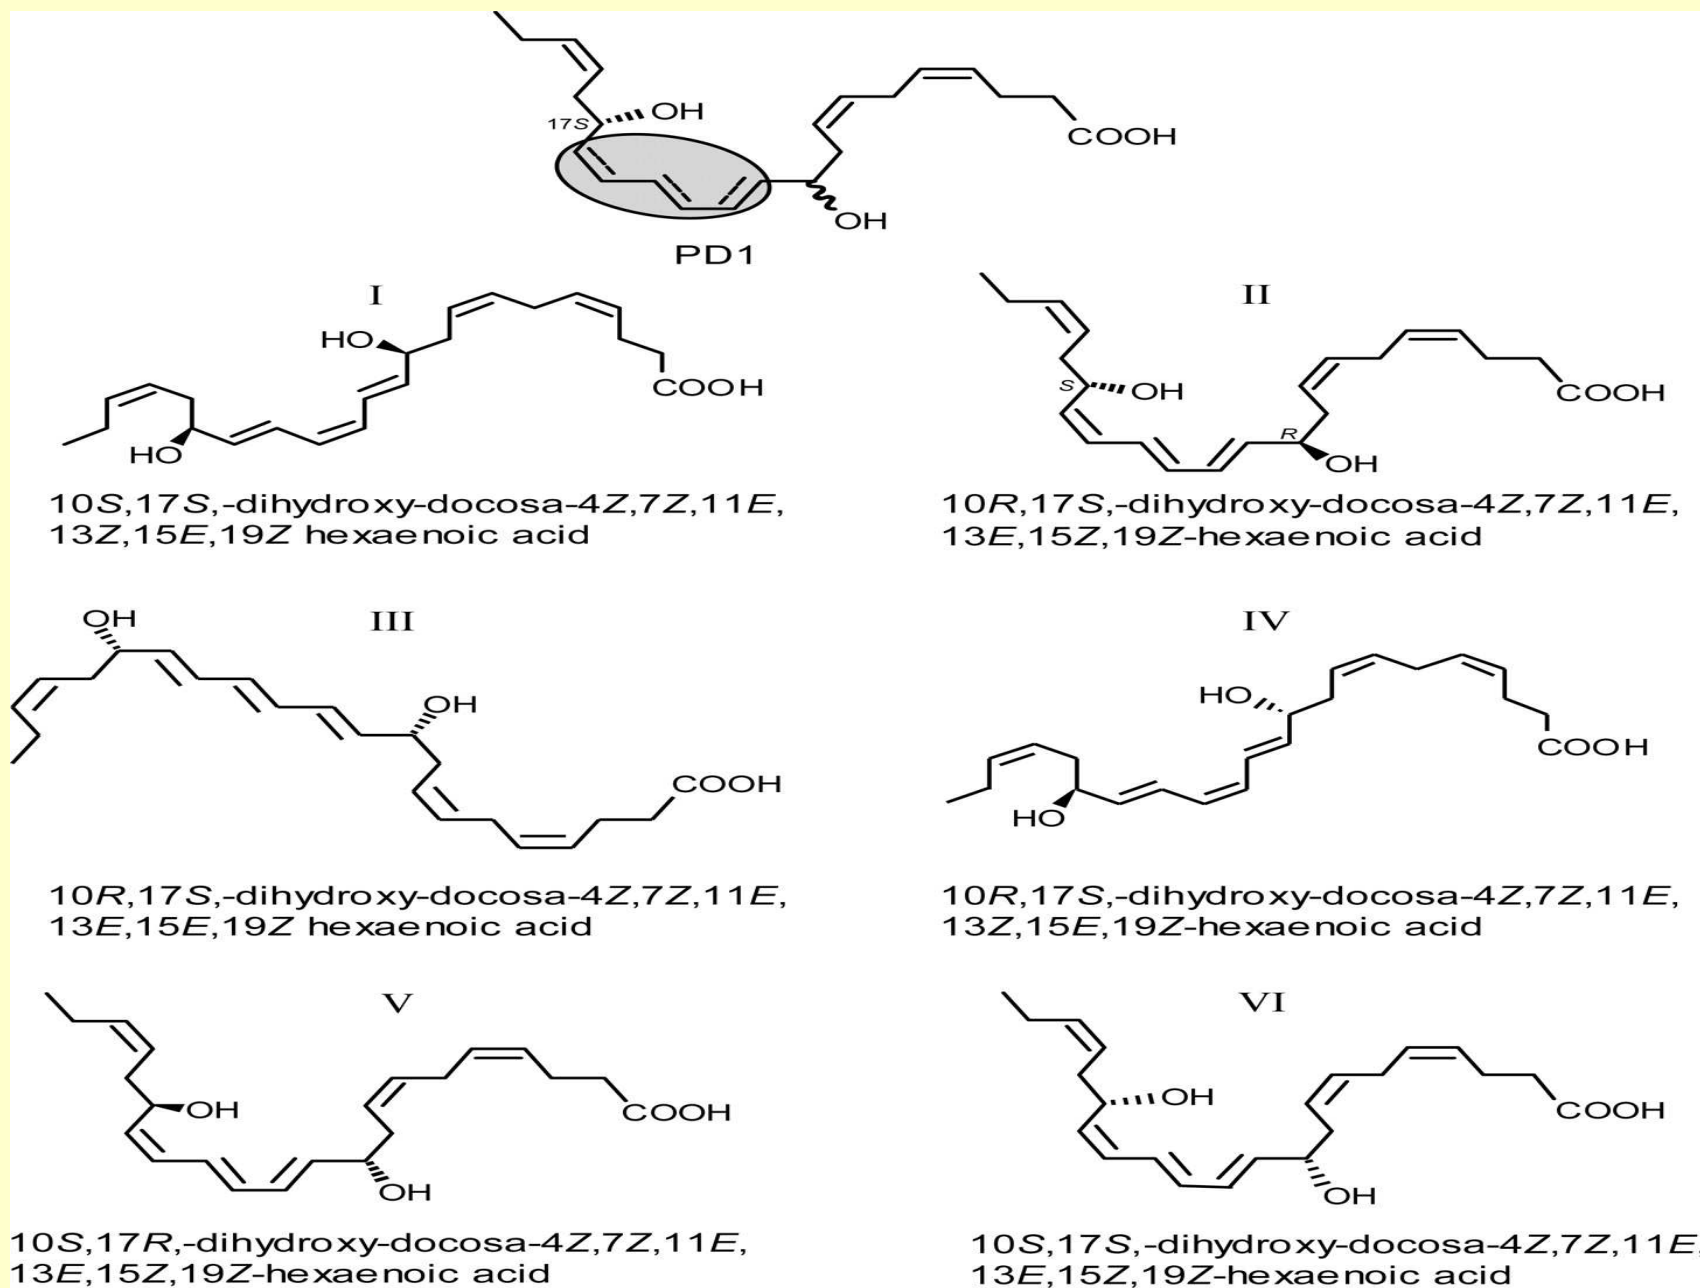 OH
17S
COOH
OH
PD1
I
HO
COOH
HO
10S,17S,-dihydroxy-docosa-4Z,7Z,11E,
13Z,15E,19Z hexaenoic acid
II
S
OH
COOH
R
OH
10R,17S,-dihydroxy-docosa-4Z,7Z,11E,
13E,15Z,19Z-hexaenoic acid
OH
III
OH
COOH
10R,17S,-dihydroxy-docosa-4Z,7Z,11E,
13E,15E,19Z hexaenoic acid
IV
HO
COOH
HO
10R,17S,-dihydroxy-docosa-4Z,7Z,11E,
13Z,15E,19Z-hexaenoic acid
V
OH
COOH
OH
10S,17R,-dihydroxy-docosa-4Z,7Z,11E,
13E,15Z,19Z-hexaenoic acid
VI
OH
COOH
OH
10S,17S,-dihydroxy-docosa-4Z,7Z,11E,
13E,15Z,19Z-hexaenoic acid